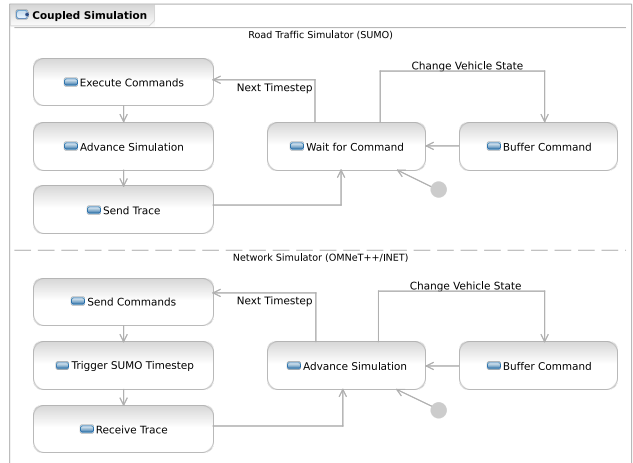 Coupled Simulation
Road Traffic Simulator (SUMO)
Change Vehicle State
Execute Commands
Next Timestep
Advance Simulation
Wait for Command
Buffer Command
Send Trace
Network Simulator (OMNeT++/INET)
Change Vehicle State
Send Commands
Next Timestep
Trigger SUMO Timestep
Advance Simulation
Buffer Command
Receive Trace